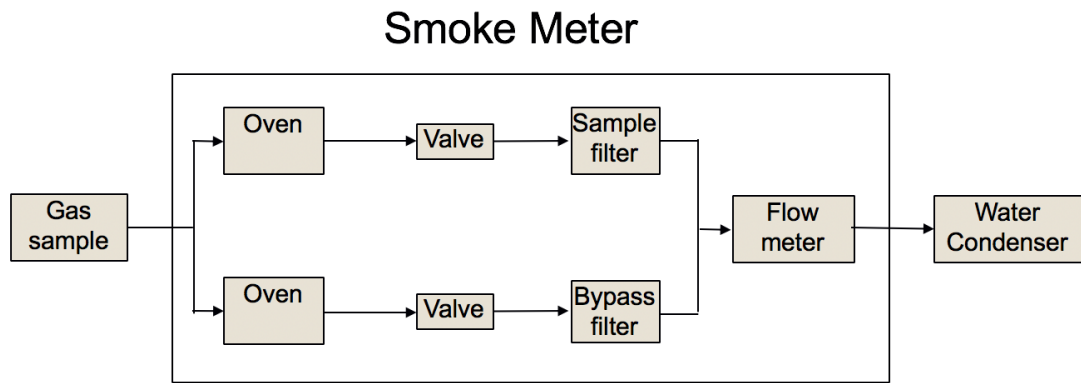 Smoke Meter
Oven
Valve
Sample
filter
Gas
sample
Flow
meter
Water
Condenser
Oven
Valve
Bypass
filter